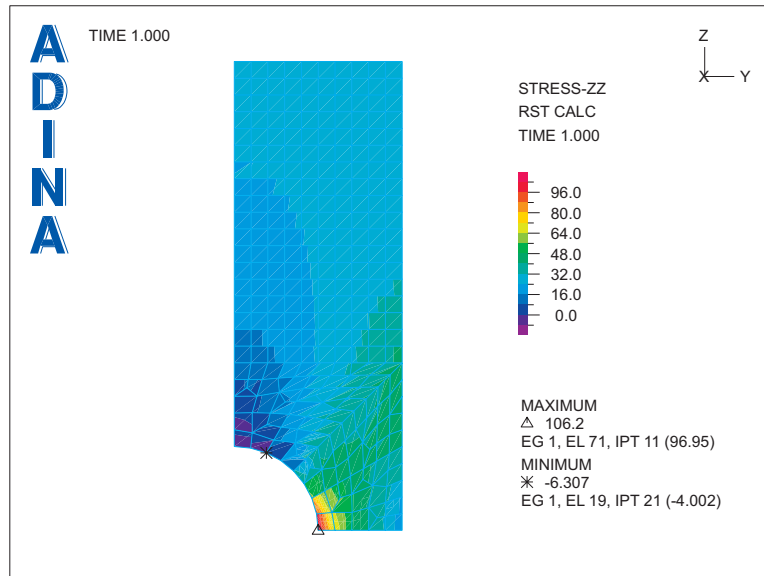 ADINA
TIME 1.000
Z
X Y
STRESS-ZZ
RST CALC
TIME 1.000
96.0
80.0
64.0
48.0
32.0
16.0
0.0
MAXIMUM
△ 106.2
EG 1, EL 71, IPT 11 (96.95)
MINIMUM
✳ -6.307
EG 1, EL 19, IPT 21 (-4.002)